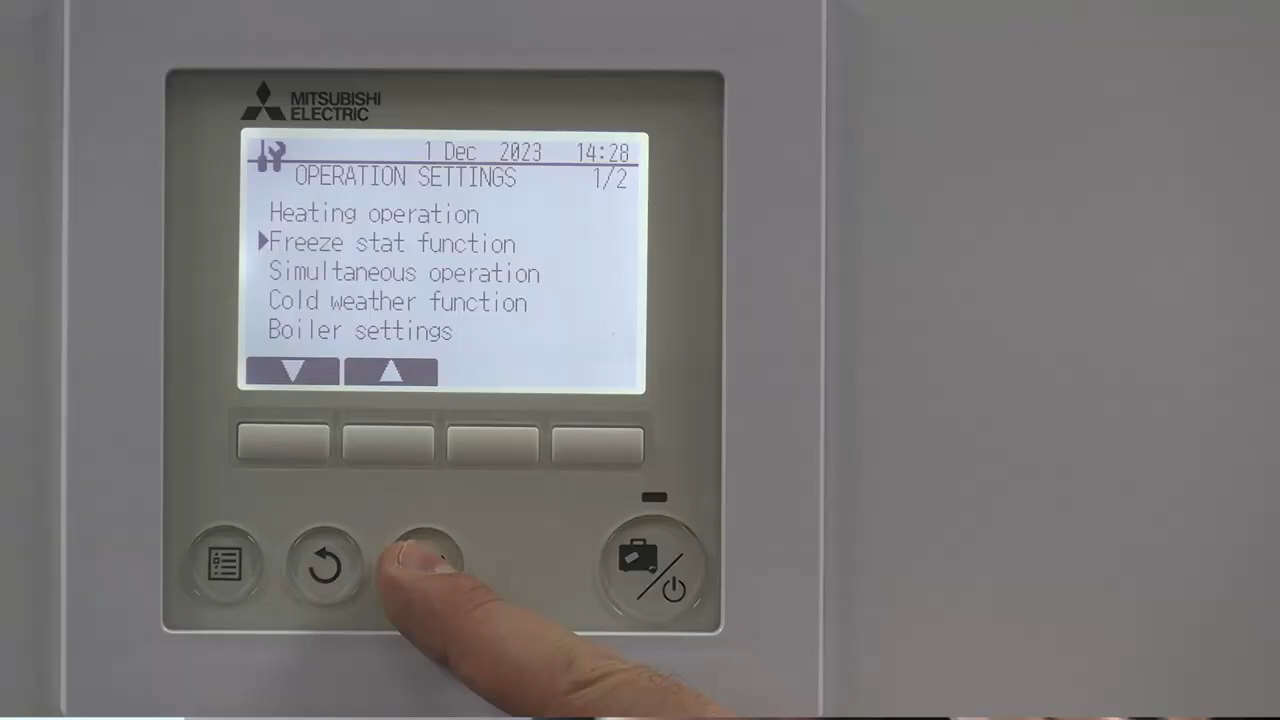 MITSUBISHI
ELECTRIC
1 Dec 2023 14:28
OPERATION SETTINGS 1/2
Heating operation
Freeze stat function
Simultaneous operation
Cold weather function
Boiler settings